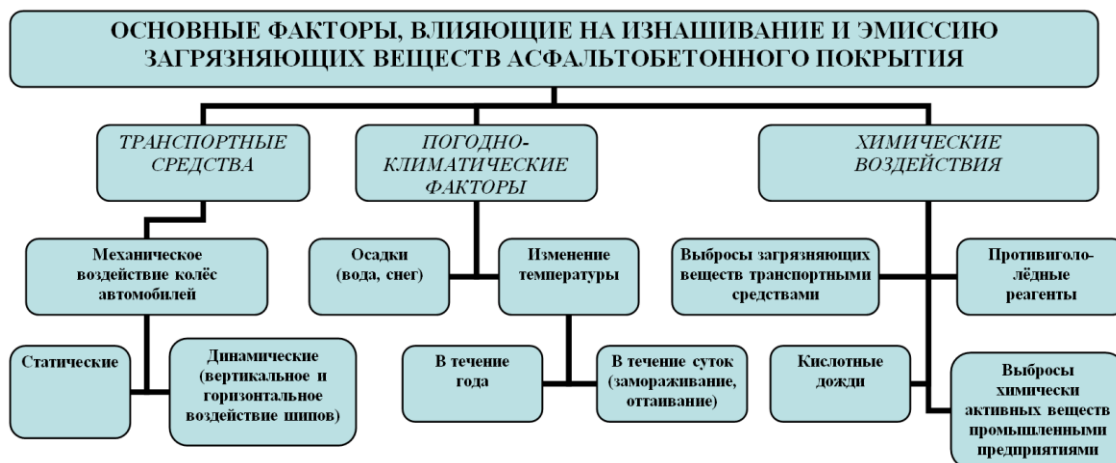 ОСНОВНЫЕ ФАКТОРЫ, ВЛИЯЮЩИЕ НА ИЗНАШИВАНИЕ И ЭМИССИЮ
ЗАГРЯЗНЯЮЩИХ ВЕЩЕСТВ АСФАЛЬТОБЕТОННОГО ПОКРЫТИЯ
ТРАНСПОРТНЫЕ
СРЕДСТВА
ПОГОДНО-
КЛИМАТИЧЕСКИЕ
ФАКТОРЫ
ХИМИЧЕСКИЕ
ВОЗДЕЙСТВИЯ
Механическое
воздействие колёс
автомобилей
Осадки
(вода, снег)
Изменение
температуры
Выбросы загрязняющих
веществ транспортными
средствами
Противиголо-
лёдные
реагенты
Статические
Динамические
(вертикальное и
горизонтальное
воздействие шипов)
В течение
года
В течение суток
(замораживание,
оттаивание)
Кислотные
дожди
Выбросы
химически
активных веществ
промышленными
предприятиями